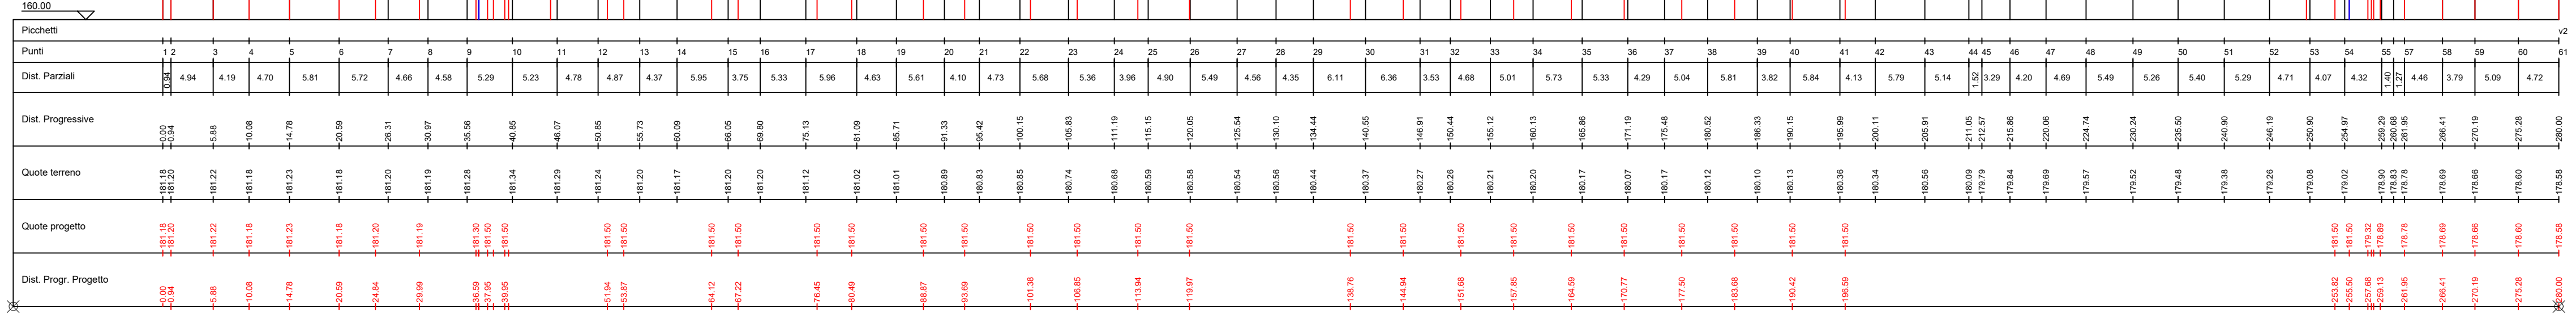 160.00
Picchetti
v2
Punti 1 2 3 4 5 6 7 8 9 10 11 12 13 14 15 16 17 18 19 20 21 22 23 24 25 26 27 28 29 30 31 32 33 34 35 36 37 38 39 40 41 42 43 44 45 46 47 48 49 50 51 52 53 54 55 57 58 59 60 61
Dist. Parziali 0.94 4.94 4.19 4.70 5.81 5.72 4.66 4.58 5.29 5.23 4.78 4.87 4.37 5.95 3.75 5.33 5.96 4.63 5.61 4.10 4.73 5.68 5.36 3.96 4.90 5.49 4.56 4.35 6.11 6.36 3.53 4.68 5.01 5.73 5.33 4.29 5.04 5.81 3.82 5.84 4.13 5.79 5.14 1.52 3.29 4.20 4.69 5.49 5.26 5.40 5.29 4.71 4.07 4.32 1.40 1.27 4.46 3.79 5.09 4.72
Dist. Progressive 0.00 0.94 5.88 10.08 14.78 20.59 26.31 30.97 35.56 40.85 46.07 50.85 55.73 60.09 66.05 69.80 75.13 81.09 85.71 91.33 95.42 100.15 105.83 111.19 115.15 120.05 125.54 130.10 134.44 140.55 146.91 150.44 155.12 160.13 165.86 171.19 175.48 180.52 186.33 190.15 195.99 200.11 205.91 211.05 212.57 215.86 220.06 224.74 230.24 235.50 240.90 246.19 250.90 254.97 259.29 260.68 261.95 266.41 270.19 275.28 280.00
Quote terreno 181.18 181.20 181.22 181.18 181.23 181.18 181.20 181.19 181.28 181.34 181.29 181.24 181.20 181.17 181.20 181.20 181.12 181.02 181.01 180.89 180.83 180.85 180.74 180.68 180.59 180.58 180.54 180.56 180.44 180.37 180.27 180.26 180.21 180.20 180.17 180.07 180.17 180.12 180.10 180.13 180.36 180.34 180.56 180.09 179.79 179.84 179.69 179.57 179.52 179.48 179.38 179.26 179.08 179.02 178.90 178.83 178.78 178.69 178.66 178.60 178.58
Quote progetto 181.18 181.20 181.22 181.18 181.23 181.18 181.20 181.19 181.30 181.50 181.50 181.50 181.50 181.50 181.50 181.50 181.50 181.50 181.50 181.50 181.50 181.50 181.50 181.50 181.50 181.50 181.50 181.50 181.50 181.50 181.50 181.50 181.50 181.50 181.50 179.32 178.89 178.78 178.69 178.66 178.60 178.58
Dist. Progr. Progetto 0.00 0.94 5.88 10.08 14.78 20.59 24.84 29.99 36.59 37.95 39.95 51.94 53.87 64.12 67.22 76.45 80.49 88.87 93.69 101.38 106.85 113.94 119.97 138.76 144.94 151.68 157.85 164.59 170.77 177.50 183.68 190.42 196.59 253.82 255.50 257.68 259.13 261.95 266.41 270.19 275.28 280.00